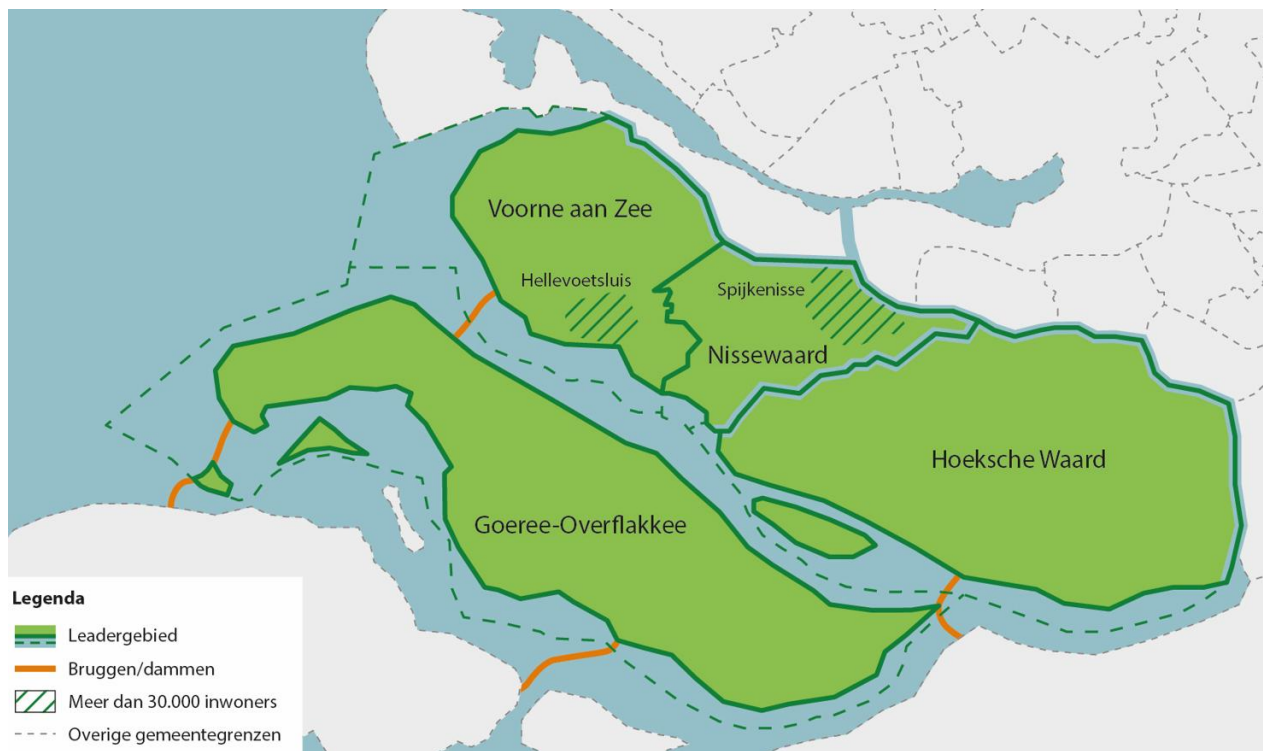 Voorne aan Zee
Hellevoetsluis
Spijkenisse
Nissewaard
Hoeksche Waard
Goeree-Overflakkee
Legenda
Leadergebied
Bruggen/dammen
Meer dan 30.000 inwoners
Overige gemeentegrenzen